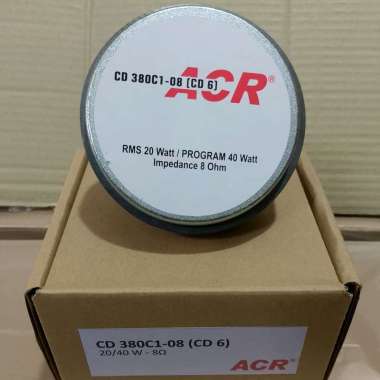 CD 380C1-08 (CD 6)
ACR®
RMS 20 Watt / PROGRAM 40 Watt
Impedance 8 Ohm
CD 380C1-08 (CD 6)
20/40 W - 8Ω
ACR®